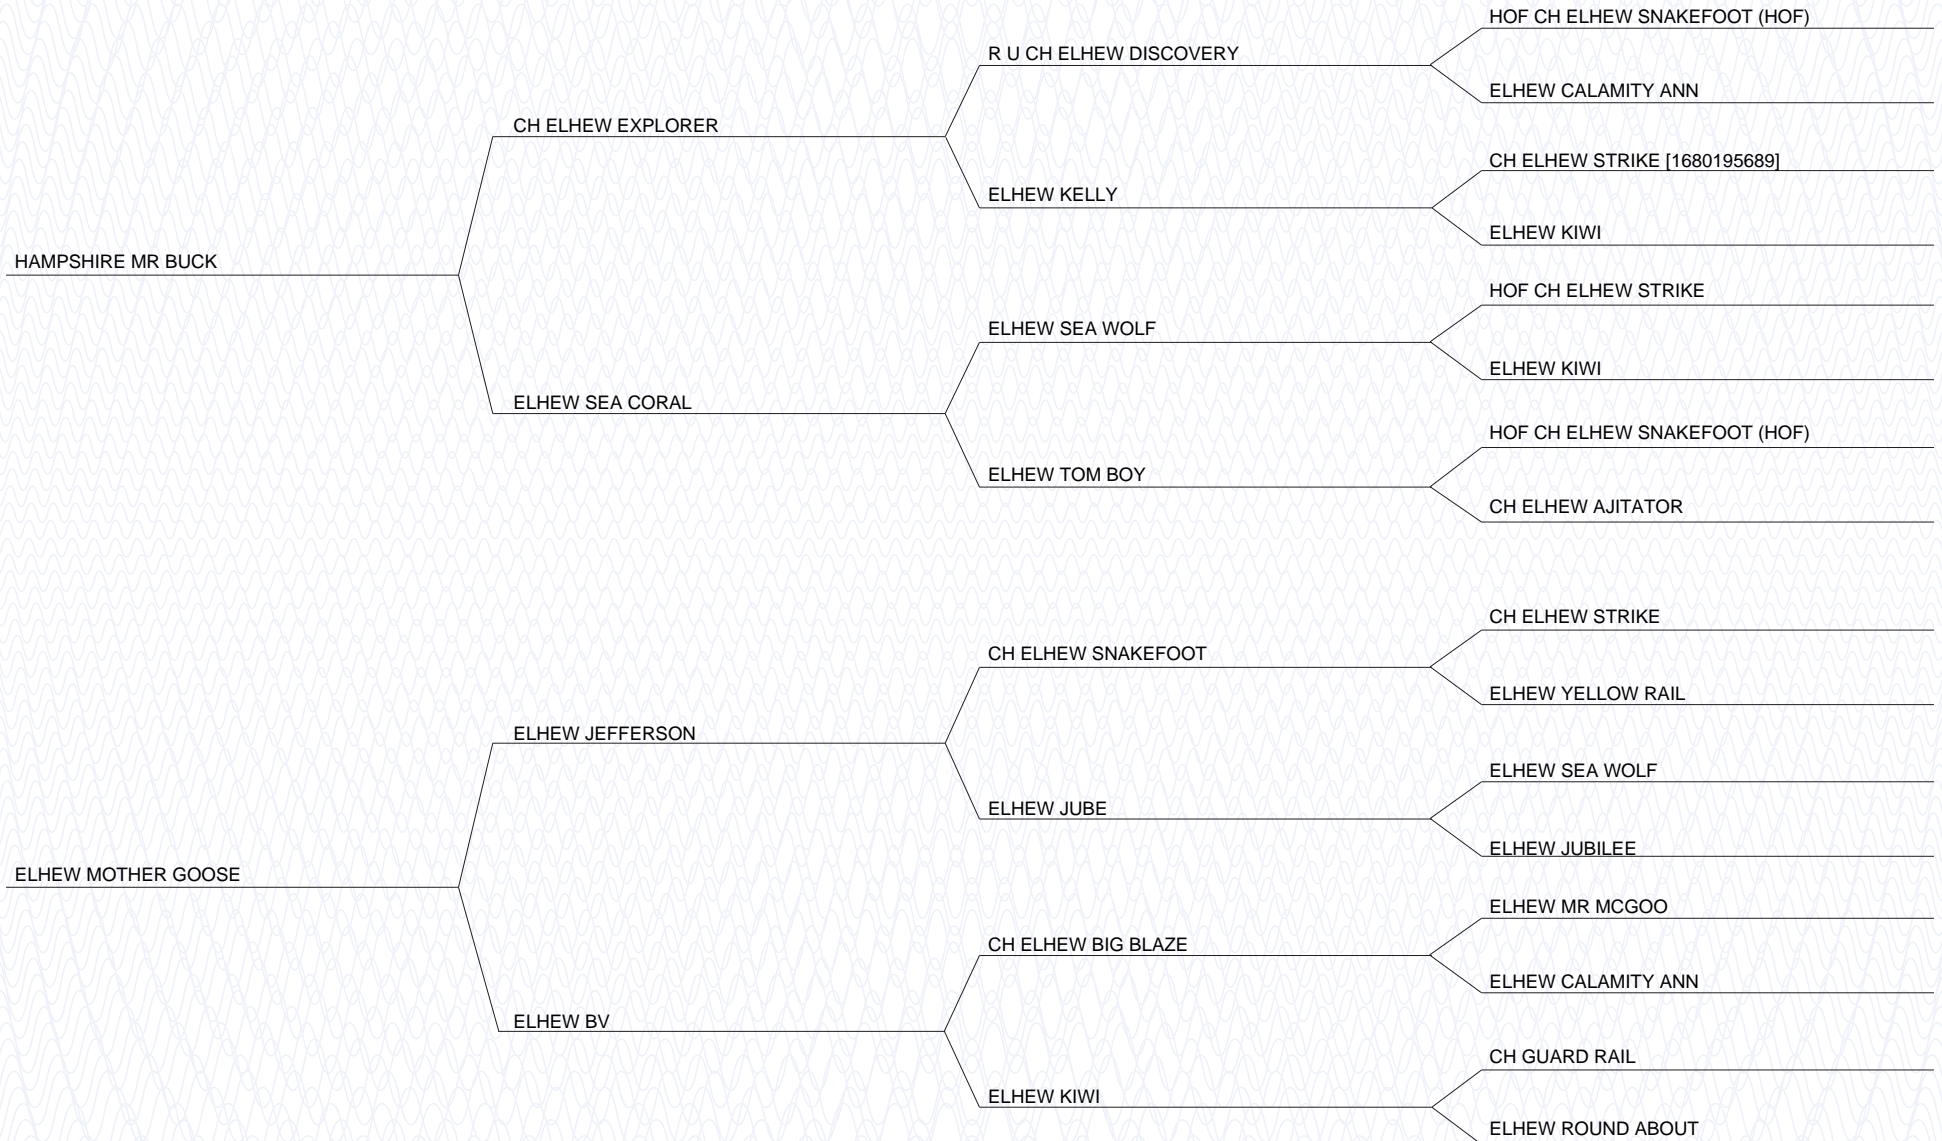 HOF CH ELHEW SNAKEFOOT (HOF)
R U CH ELHEW DISCOVERY
ELHEW CALAMITY ANN
CH ELHEW EXPLORER
CH ELHEW STRIKE [1680195689]
ELHEW KELLY
ELHEW KIWI
HAMPSHIRE MR BUCK
HOF CH ELHEW STRIKE
ELHEW SEA WOLF
ELHEW KIWI
ELHEW SEA CORAL
HOF CH ELHEW SNAKEFOOT (HOF)
ELHEW TOM BOY
CH ELHEW AJITATOR
CH ELHEW STRIKE
CH ELHEW SNAKEFOOT
ELHEW YELLOW RAIL
ELHEW JEFFERSON
ELHEW SEA WOLF
ELHEW JUBE
ELHEW JUBILEE
ELHEW MOTHER GOOSE
ELHEW MR MCGOO
CH ELHEW BIG BLAZE
ELHEW CALAMITY ANN
ELHEW BV
CH GUARD RAIL
ELHEW KIWI
ELHEW ROUND ABOUT